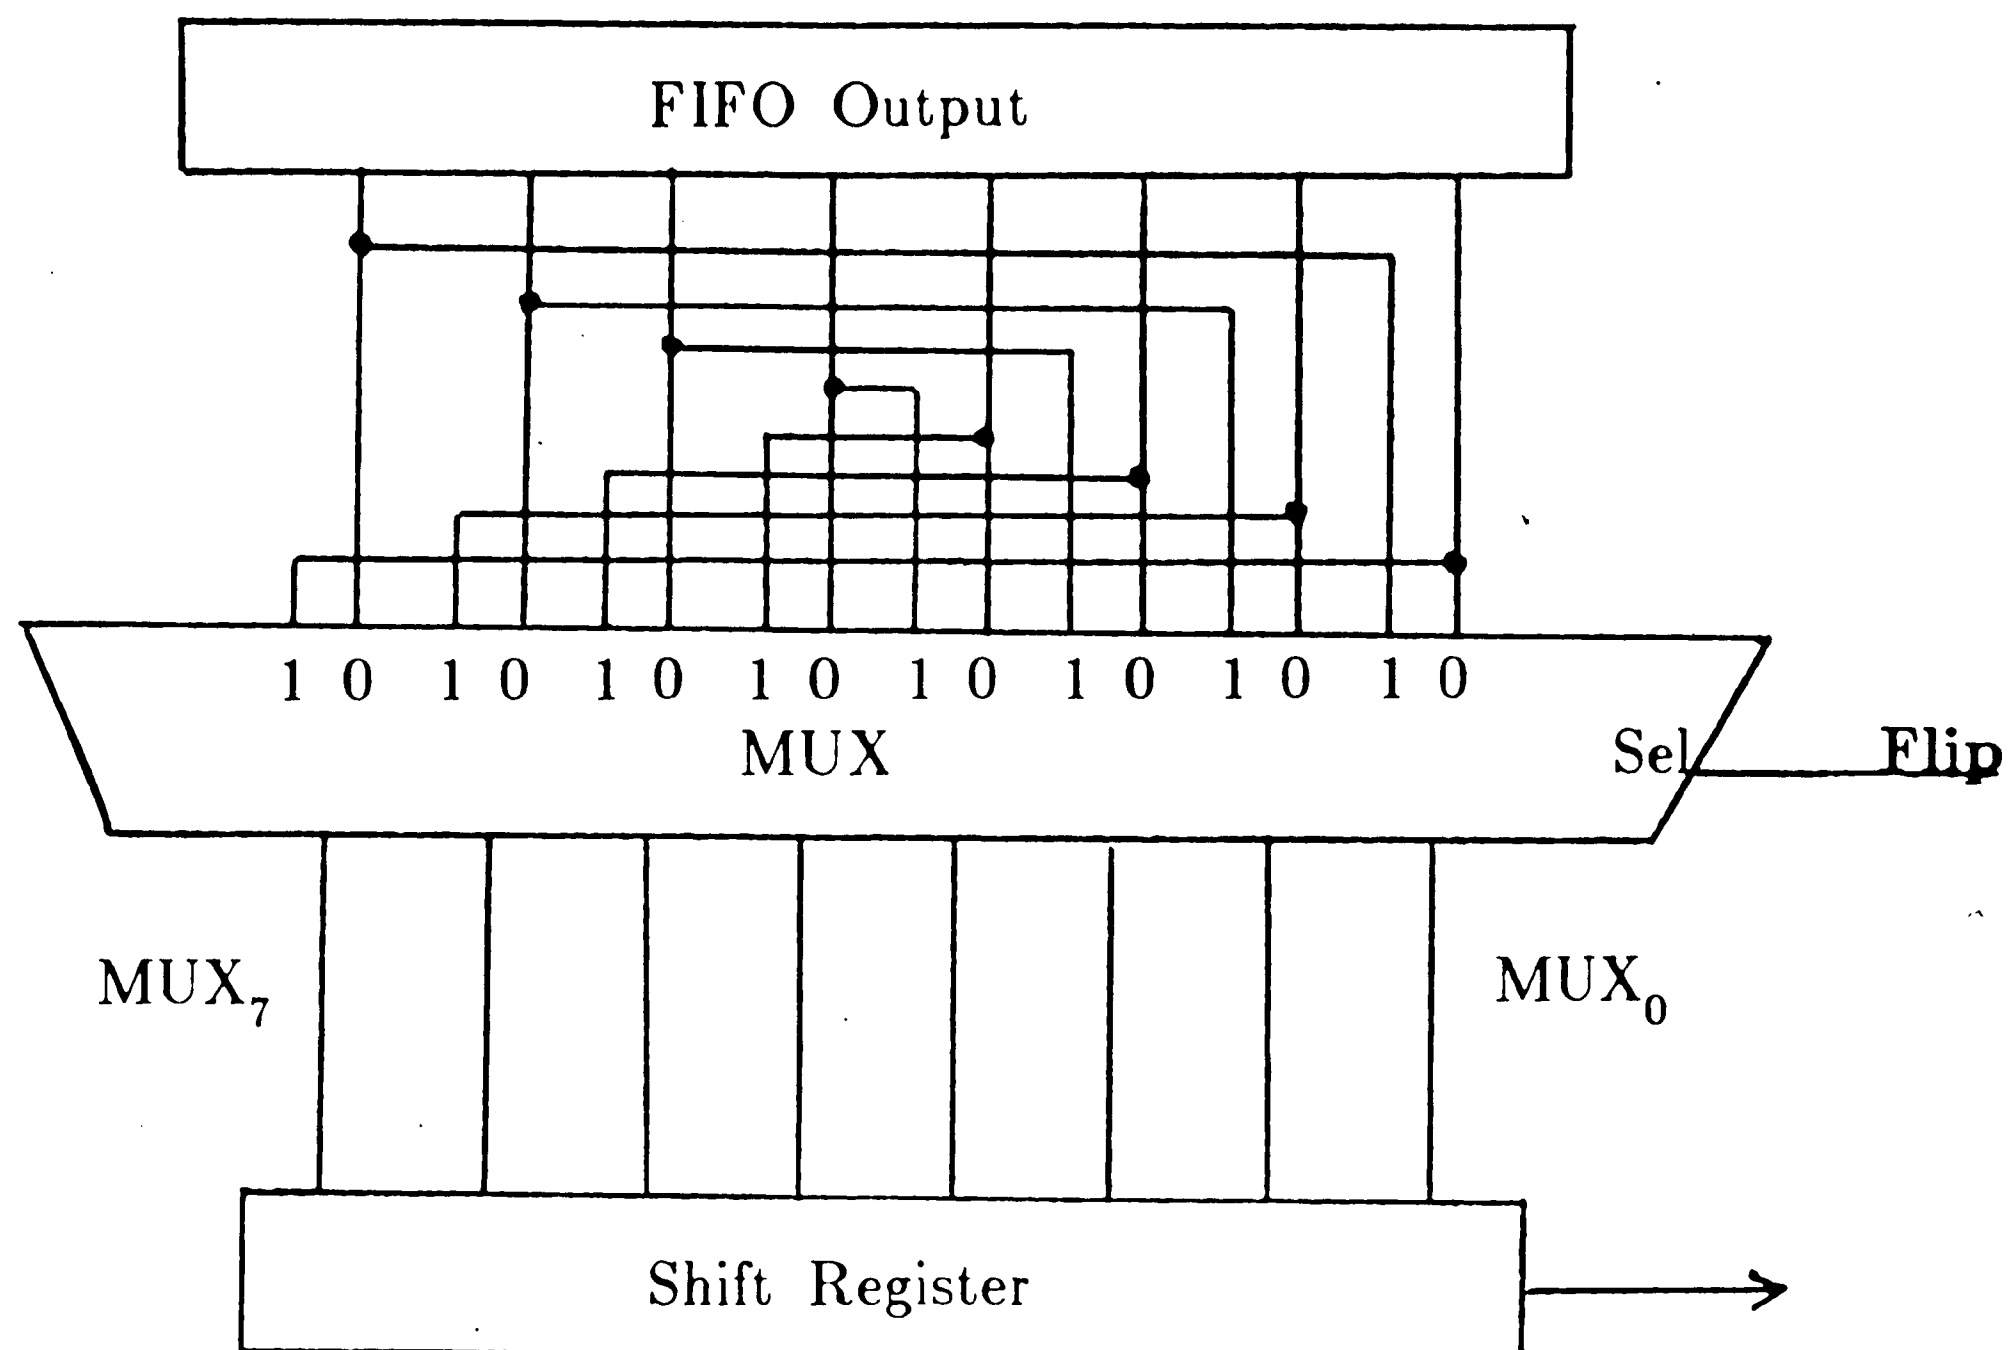 FIFO Output
1 0 1 0 1 0 1 0 1 0 1 0 1 0 1 0
MUX
Sel
Flip
MUX₇
MUX₀
Shift Register